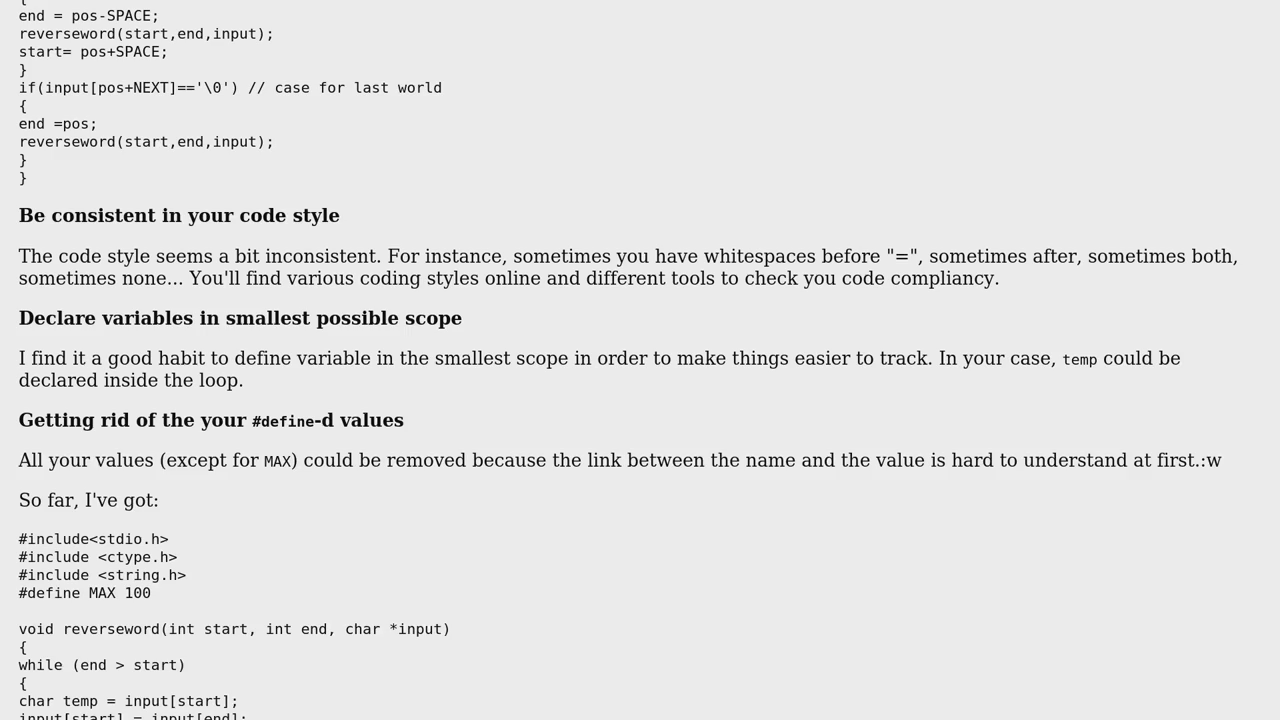 {
end = pos-SPACE;
reverseword(start,end,input);
start= pos+SPACE;
}
if(input[pos+NEXT]=='\0') // case for last world
{
end =pos;
reverseword(start,end,input);
}
}
Be consistent in your code style
The code style seems a bit inconsistent. For instance, sometimes you have whitespaces before "=", sometimes after, sometimes both,
sometimes none... You'll find various coding styles online and different tools to check you code compliancy.
Declare variables in smallest possible scope
I find it a good habit to define variable in the smallest scope in order to make things easier to track. In your case, temp could be
declared inside the loop.
Getting rid of the your #define-d values
All your values (except for MAX) could be removed because the link between the name and the value is hard to understand at first.:w
So far, I've got:
#include<stdio.h>
#include <ctype.h>
#include <string.h>
#define MAX 100
void reverseword(int start, int end, char *input)
{
while (end > start)
{
char temp = input[start];
input[start] = input[end];